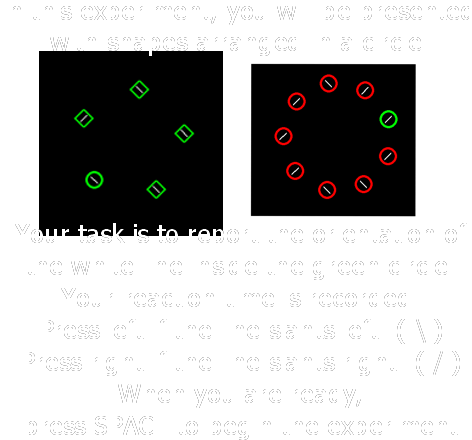 In this experiment, you will be presented
with shapes arranged in a circle
Your task is to report the orientation of
the white line inside the green circle
Your reaction time is recorded
Press left if the line slants left (\)
Press right if the line slants right (/)
When you are ready,
press SPACE to begin the experiment